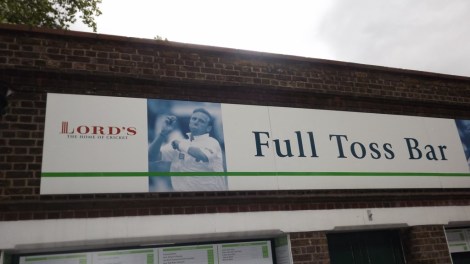 LORD'S
THE HOME OF CRICKET
Full Toss Bar